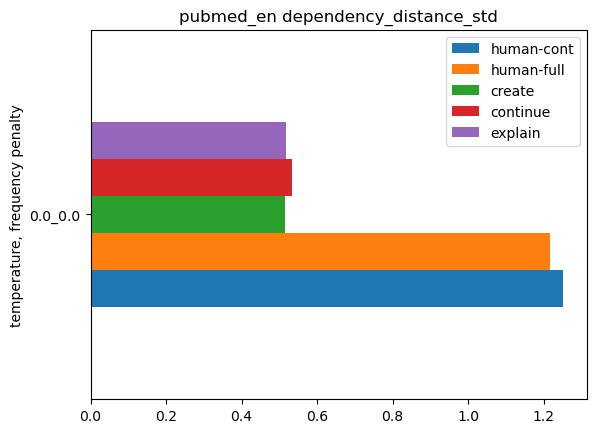 pubmed_en dependency_distance_std
human-cont
human-full
create
continue
explain
temperature, frequency penalty
0.0_0.0
0.0 0.2 0.4 0.6 0.8 1.0 1.2